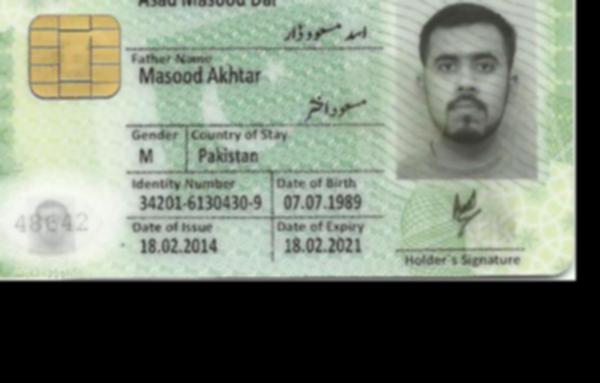 Asad Masood Dar
اسد مسعود ڈار
Father Name
Masood Akhtar
مسعود اختر
Gender Country of Stay
M Pakistan
Identity Number Date of Birth
34201-6130430-9 07.07.1989
Date of Issue Date of Expiry
18.02.2014 18.02.2021
Holder's Signature